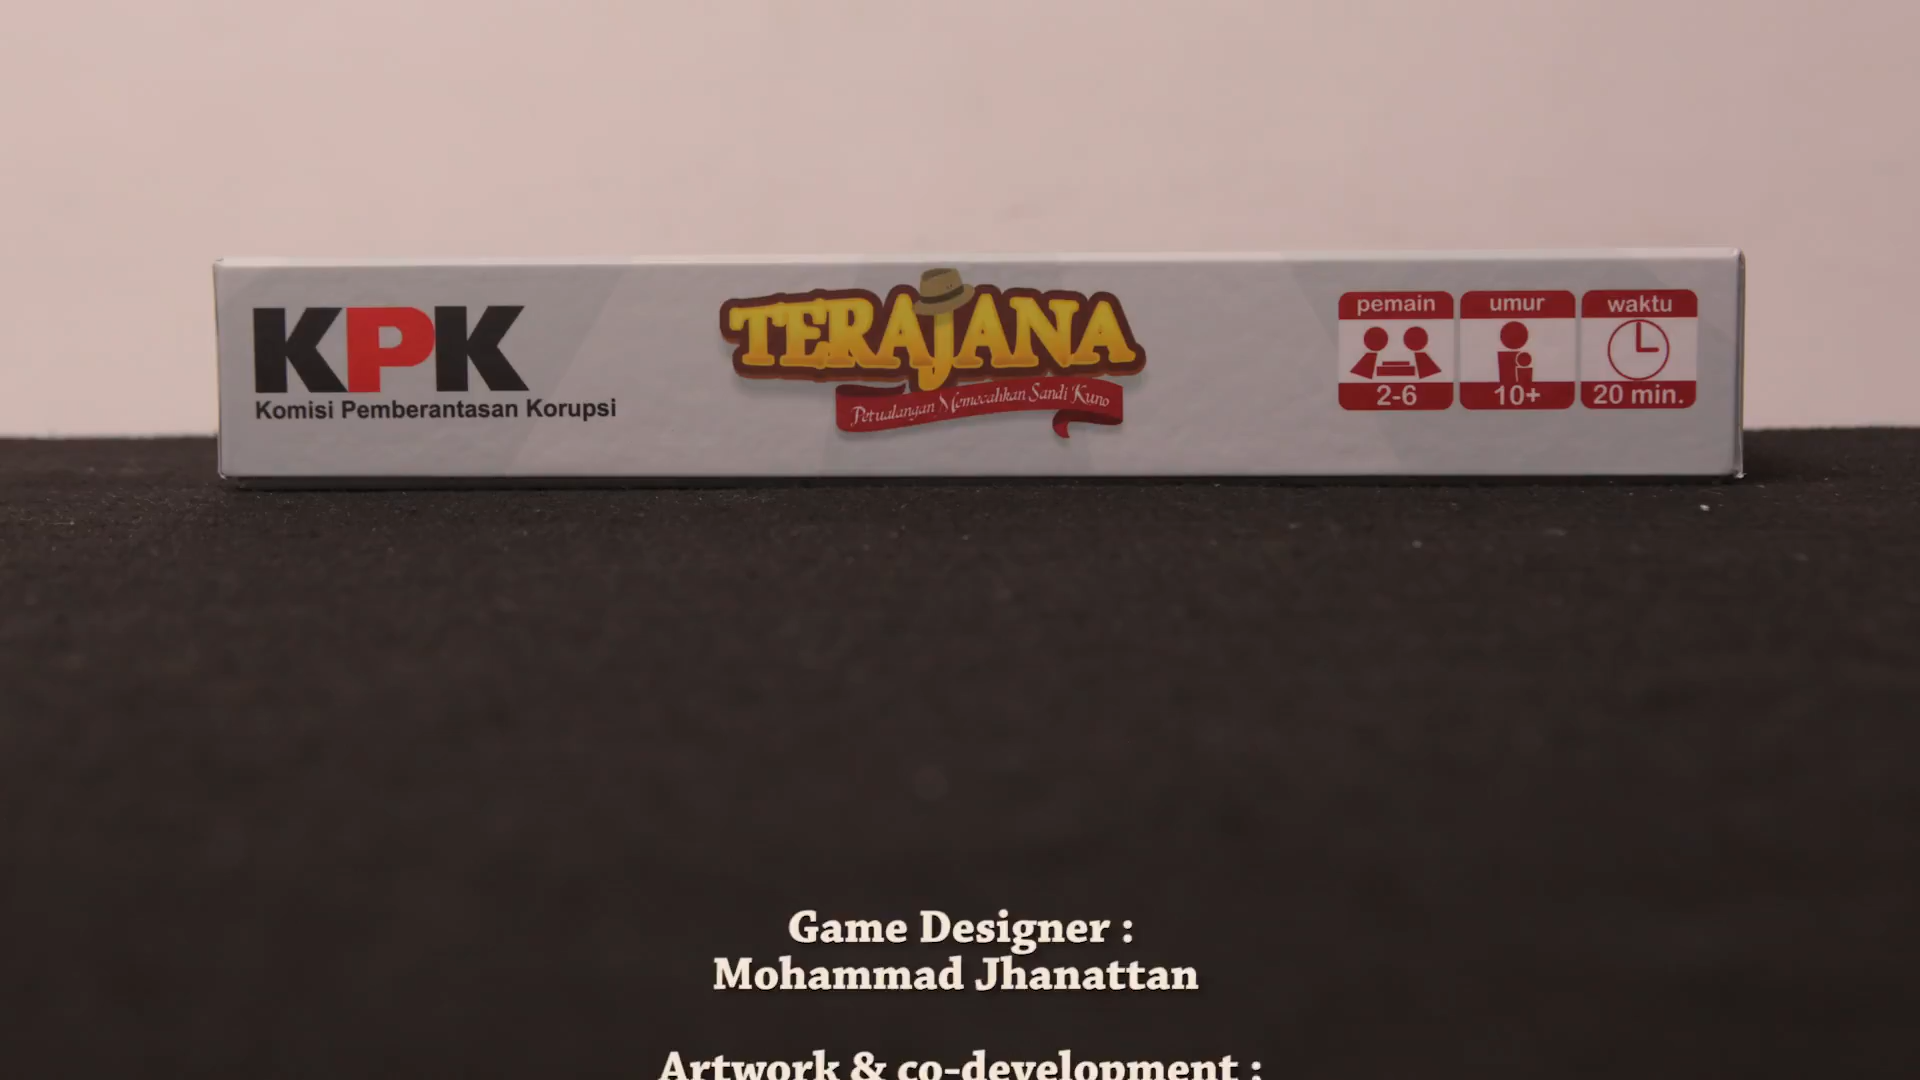 KPK
Komisi Pemberantasan Korupsi
TERAJANA
Petualangan Memecahkan Sandi Kuno
pemain
2-6
umur
10+
waktu
20 min.
Game Designer :
Mohammad Jhanattan
Artwork & co-development :